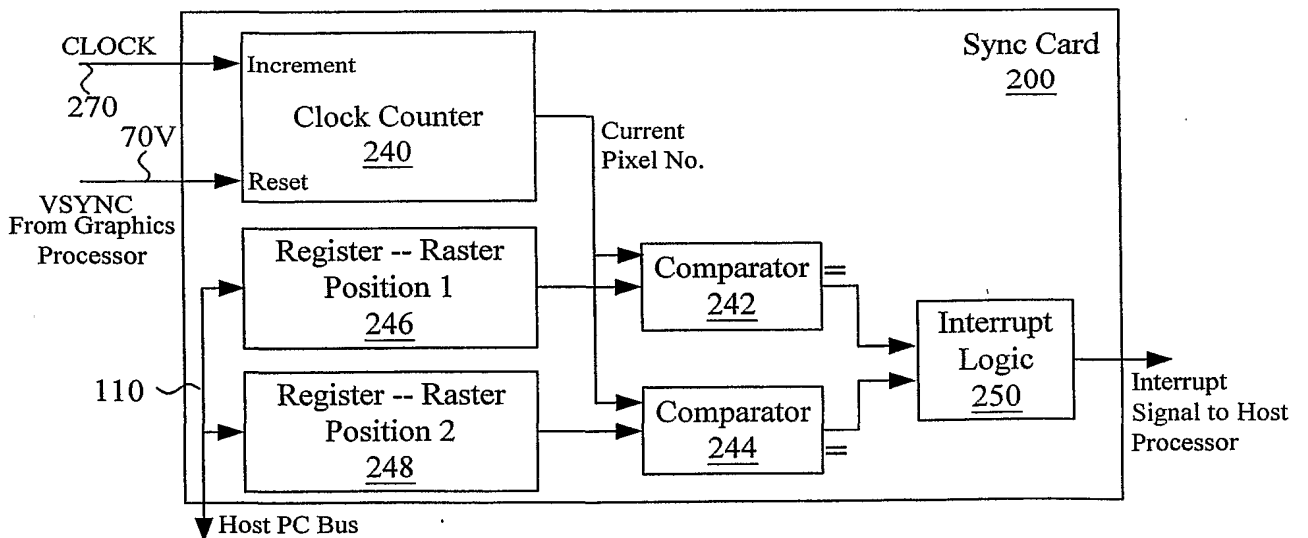 CLOCK
270
70V
VSYNC
From Graphics
Processor
Increment
Clock Counter
240
Reset
Sync Card
200
Current
Pixel No.
Register -- Raster
Position 1
246
Comparator
242
=
Interrupt
Logic
250
110
Register -- Raster
Position 2
248
Comparator
244
=
Interrupt
Signal to Host
Processor
Host PC Bus